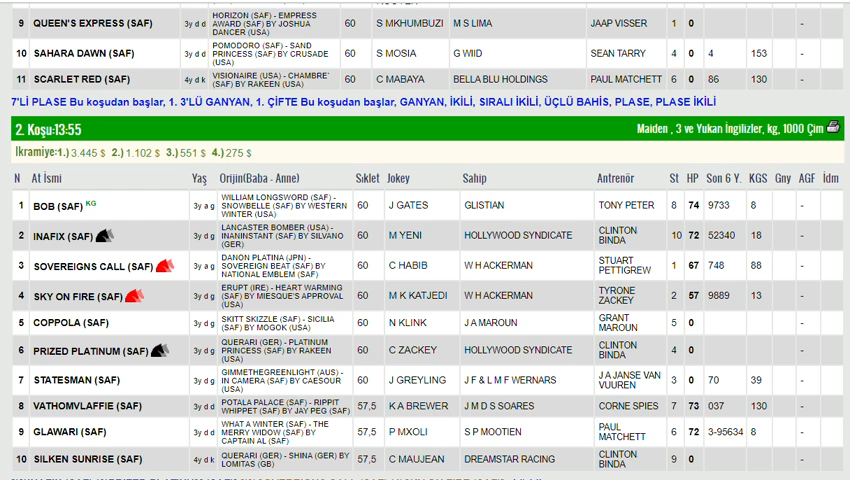 HORIZON (SAF) - EMPRESS
9 QUEEN'S EXPRESS (SAF) 3y d d AWARD (SAF) BY JOSHUA 60 S MKHUMBUZI M S LIMA JAAP VISSER 1 0 -
DANCER (USA)
POMODORO (SAF) - SAND
10 SAHARA DAWN (SAF) 3y d d PRINCESS (SAF) BY CRUSADE 60 S MOSIA G WIID SEAN TARRY 4 0 4 153 -
(USA)
11 SCARLET RED (SAF) 4y d k VISIONAIRE (USA) - CHAMBRE' 60 C MABAYA BELLA BLU HOLDINGS PAUL MATCHETT 6 0 86 130 -
(SAF) BY RAKEEN (USA)
7'Lİ PLASE Bu koşudan başlar, 1. 3'LÜ GANYAN, 1. ÇİFTE Bu koşudan başlar, GANYAN, İKİLİ, SIRALI İKİLİ, ÜÇLÜ BAHİS, PLASE, PLASE İKİLİ
2. Koşu:13:55 Maiden , 3 ve Yukarı İngilizler, kg, 1000 Çim
İkramiye:1.) 3.445 $ 2.) 1.102 $ 3.) 551 $ 4.) 275 $
N At İsmi Yaş Orijin(Baba - Anne) Sıklet Jokey Sahip Antrenör St HP Son 6 Y. KGS Gny AGF İdm
WILLIAM LONGSWORD (SAF) -
1 BOB (SAF) KG 3y a g SNOWBELLE (SAF) BY WESTERN 60 J GATES GLISTIAN TONY PETER 8 74 9733 8 -
WINTER (USA)
LANCASTER BOMBER (USA) - CLINTON
2 INAFIX (SAF) 3y d g INANINSTANT (SAF) BY SILVANO 60 M YENI HOLLYWOOD SYNDICATE BINDA 10 72 52340 18 -
(GER)
DANON PLATINA (JPN) - STUART
3 SOVEREIGNS CALL (SAF) 3y a g SOVEREIGN BEAT (SAF) BY 60 C HABIB W H ACKERMAN PETTIGREW 1 67 748 88 -
NATIONAL EMBLEM (SAF)
ERUPT (IRE) - HEART WARMING TYRONE
4 SKY ON FIRE (SAF) 3y d g (SAF) BY MIESQUE'S APPROVAL 60 M K KATJEDI W H ACKERMAN ZACKEY 2 57 9889 13 -
(USA)
5 COPPOLA (SAF) 3y d g SKITT SKIZZLE (SAF) - SICILIA 60 N KLINK J A MAROUN GRANT 5 0 -
(SAF) BY MOGOK (USA) MAROUN
QUERARI (GER) - PLATINUM CLINTON
6 PRIZED PLATINUM (SAF) 3y d g PRINCESS (SAF) BY RAKEEN 60 C ZACKEY HOLLYWOOD SYNDICATE BINDA 4 0 -
(USA)
GIMMETHEGREENLIGHT (AUS) - J A JANSE VAN
7 STATESMAN (SAF) 3y d g IN CAMERA (SAF) BY CAESOUR 60 J GREYLING J F & L M F WERNARS VUUREN 3 0 70 39 -
(USA)
8 VATHOMVLAFFIE (SAF) 3y d d POTALA PALACE (SAF) - RIPPIT 57,5 K A BREWER J M D S SOARES CORNE SPIES 7 73 037 130 -
WHIPPET (SAF) BY JAY PEG (SAF)
WHAT A WINTER (SAF) - THE PAUL
9 GLAWARI (SAF) 3y d d MERRY WIDOW (SAF) BY 57,5 P MXOLI S P MOOTIEN MATCHETT 6 72 3-95634 8 -
CAPTAIN AL (SAF)
10 SILKEN SUNRISE (SAF) 4y d k QUERARI (GER) - SHINA (GER) BY 57,5 C MAUJEAN DREAMSTAR RACING CLINTON 9 0 -
LOMITAS (GB) BINDA